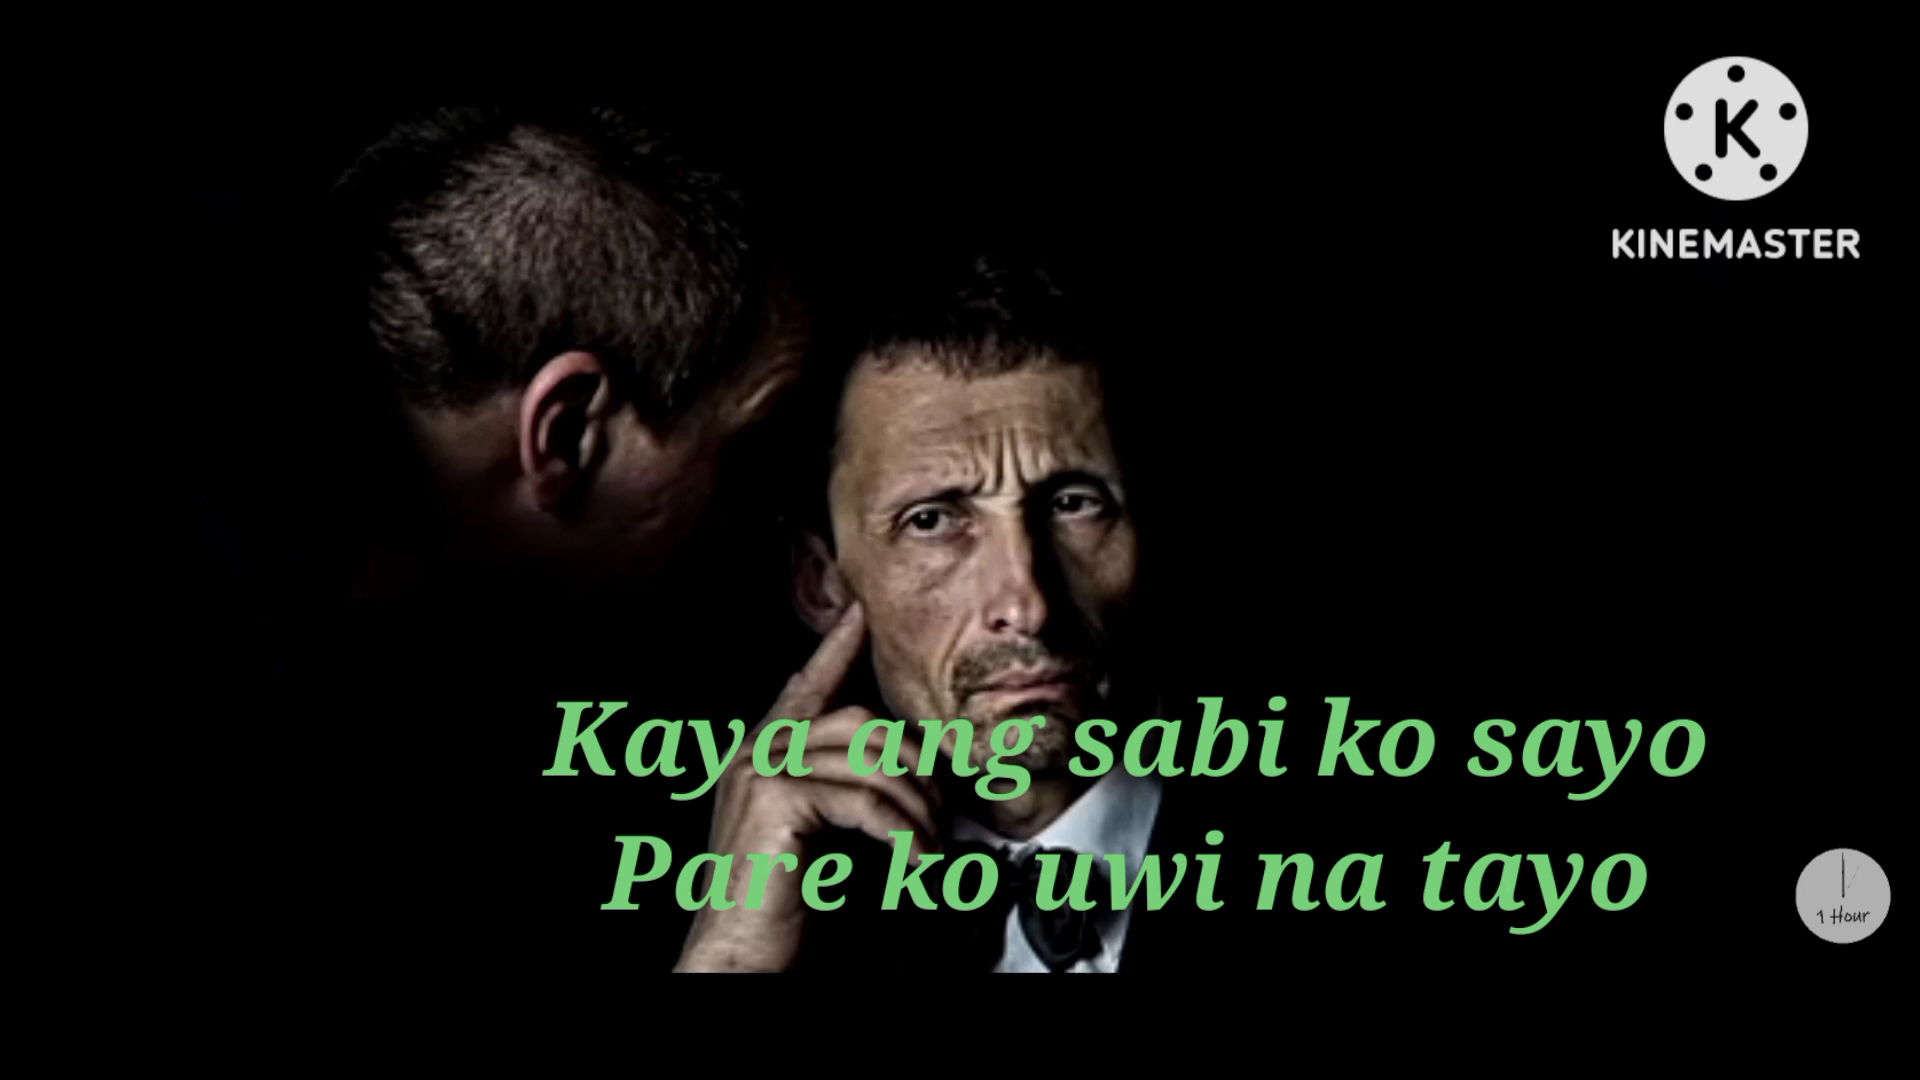 K
KINEMASTER
Kaya ang sabi ko sayo
Pare ko uwi na tayo
1 Hour